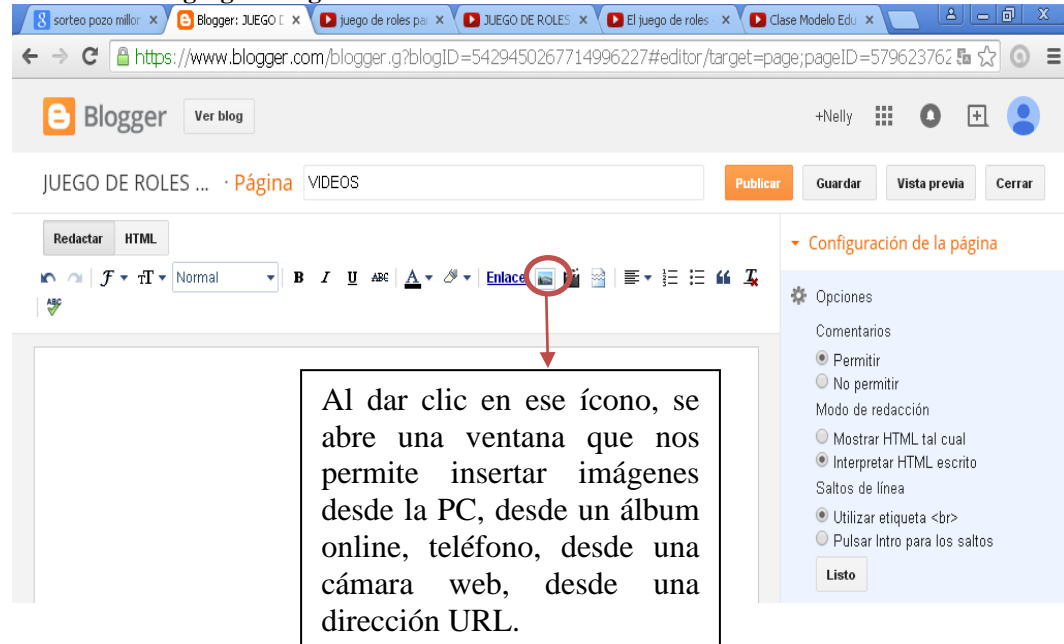 sorteo pozo millor
Blogger: JUEGO D
juego de roles par
JUEGO DE ROLES
El juego de roles
Clase Modelo Edu
https://www.blogger.com/blogger.g?blogID=5429450267714996227#editor/target=page;pageID=579623762
Blogger Ver blog +Nelly
JUEGO DE ROLES ... · Página VIDEOS Publicar Guardar Vista previa Cerrar
Redactar HTML
Normal B I U ABC A Enlace
ABC
Configuración de la página
Opciones
Comentarios
Permitir
No permitir
Modo de redacción
Mostrar HTML tal cual
Interpretar HTML escrito
Saltos de línea
Utilizar etiqueta <br>
Pulsar Intro para los saltos
Listo
Al dar clic en ese ícono, se
abre una ventana que nos
permite insertar imágenes
desde la PC, desde un álbum
online, teléfono, desde una
cámara web, desde una
dirección URL.